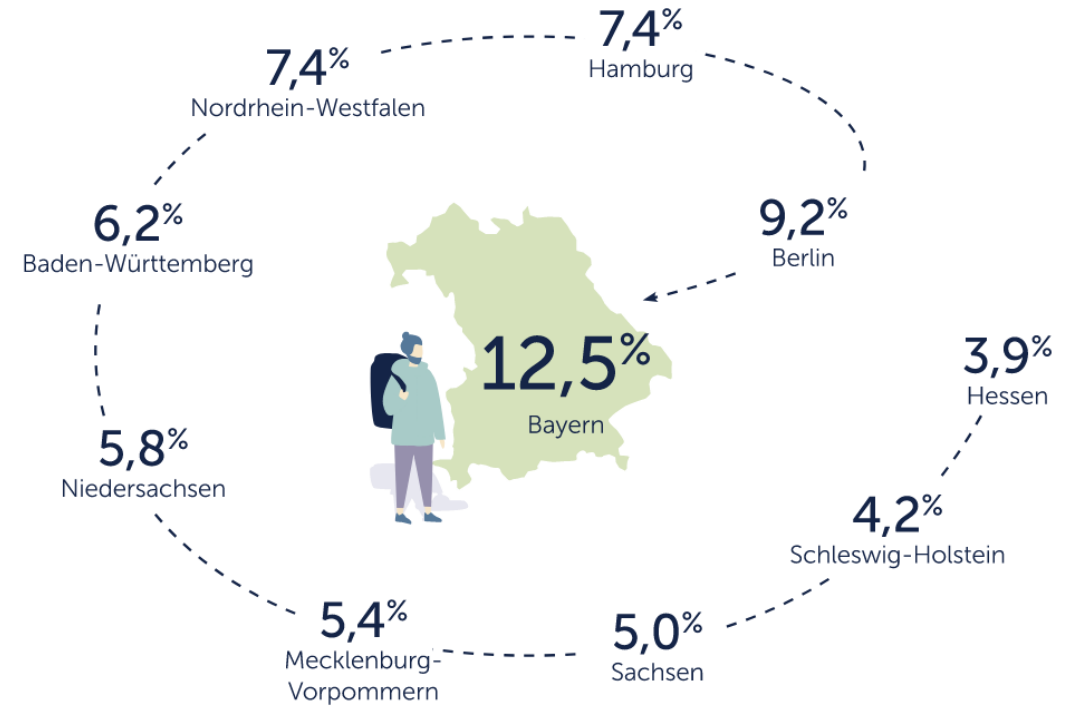 7,4%
Hamburg
7,4%
Nordrhein-Westfalen
6,2%
Baden-Württemberg
9,2%
Berlin
12,5%
Bayern
3,9%
Hessen
5,8%
Niedersachsen
4,2%
Schleswig-Holstein
5,4%
Mecklenburg-
Vorpommern
5,0%
Sachsen